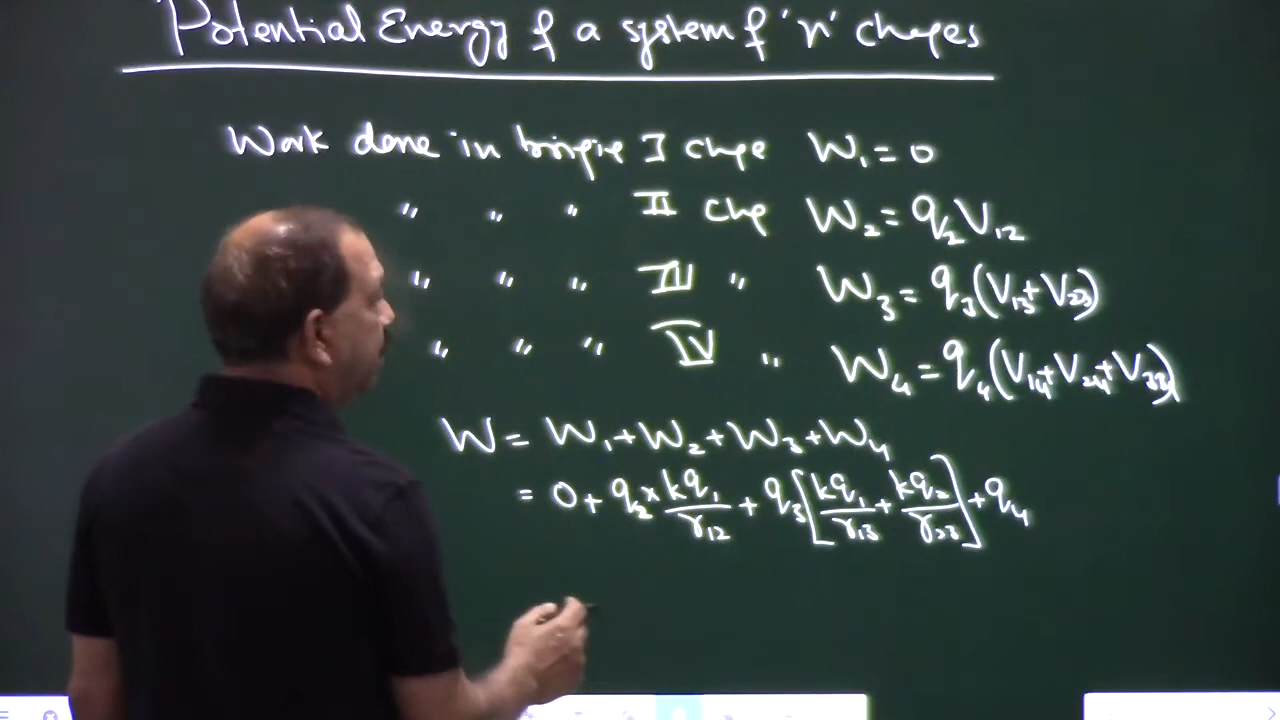 Potential Energy of a system of 'n' charges
Work done in bringing I charge W₁ = 0
" " " II charge W₂ = q₂V₁₂
" " " III " W₃ = q₃(V₁₃+V₂₃)
" " " IV " W₄ = q₄(V₁₄+V₂₄+V₃₄)
W = W₁+W₂+W₃+W₄
= 0 + q₂ × kq₁/r₁₂ + q₃[kq₁/r₁₃ + kq₂/r₂₃] + q₄